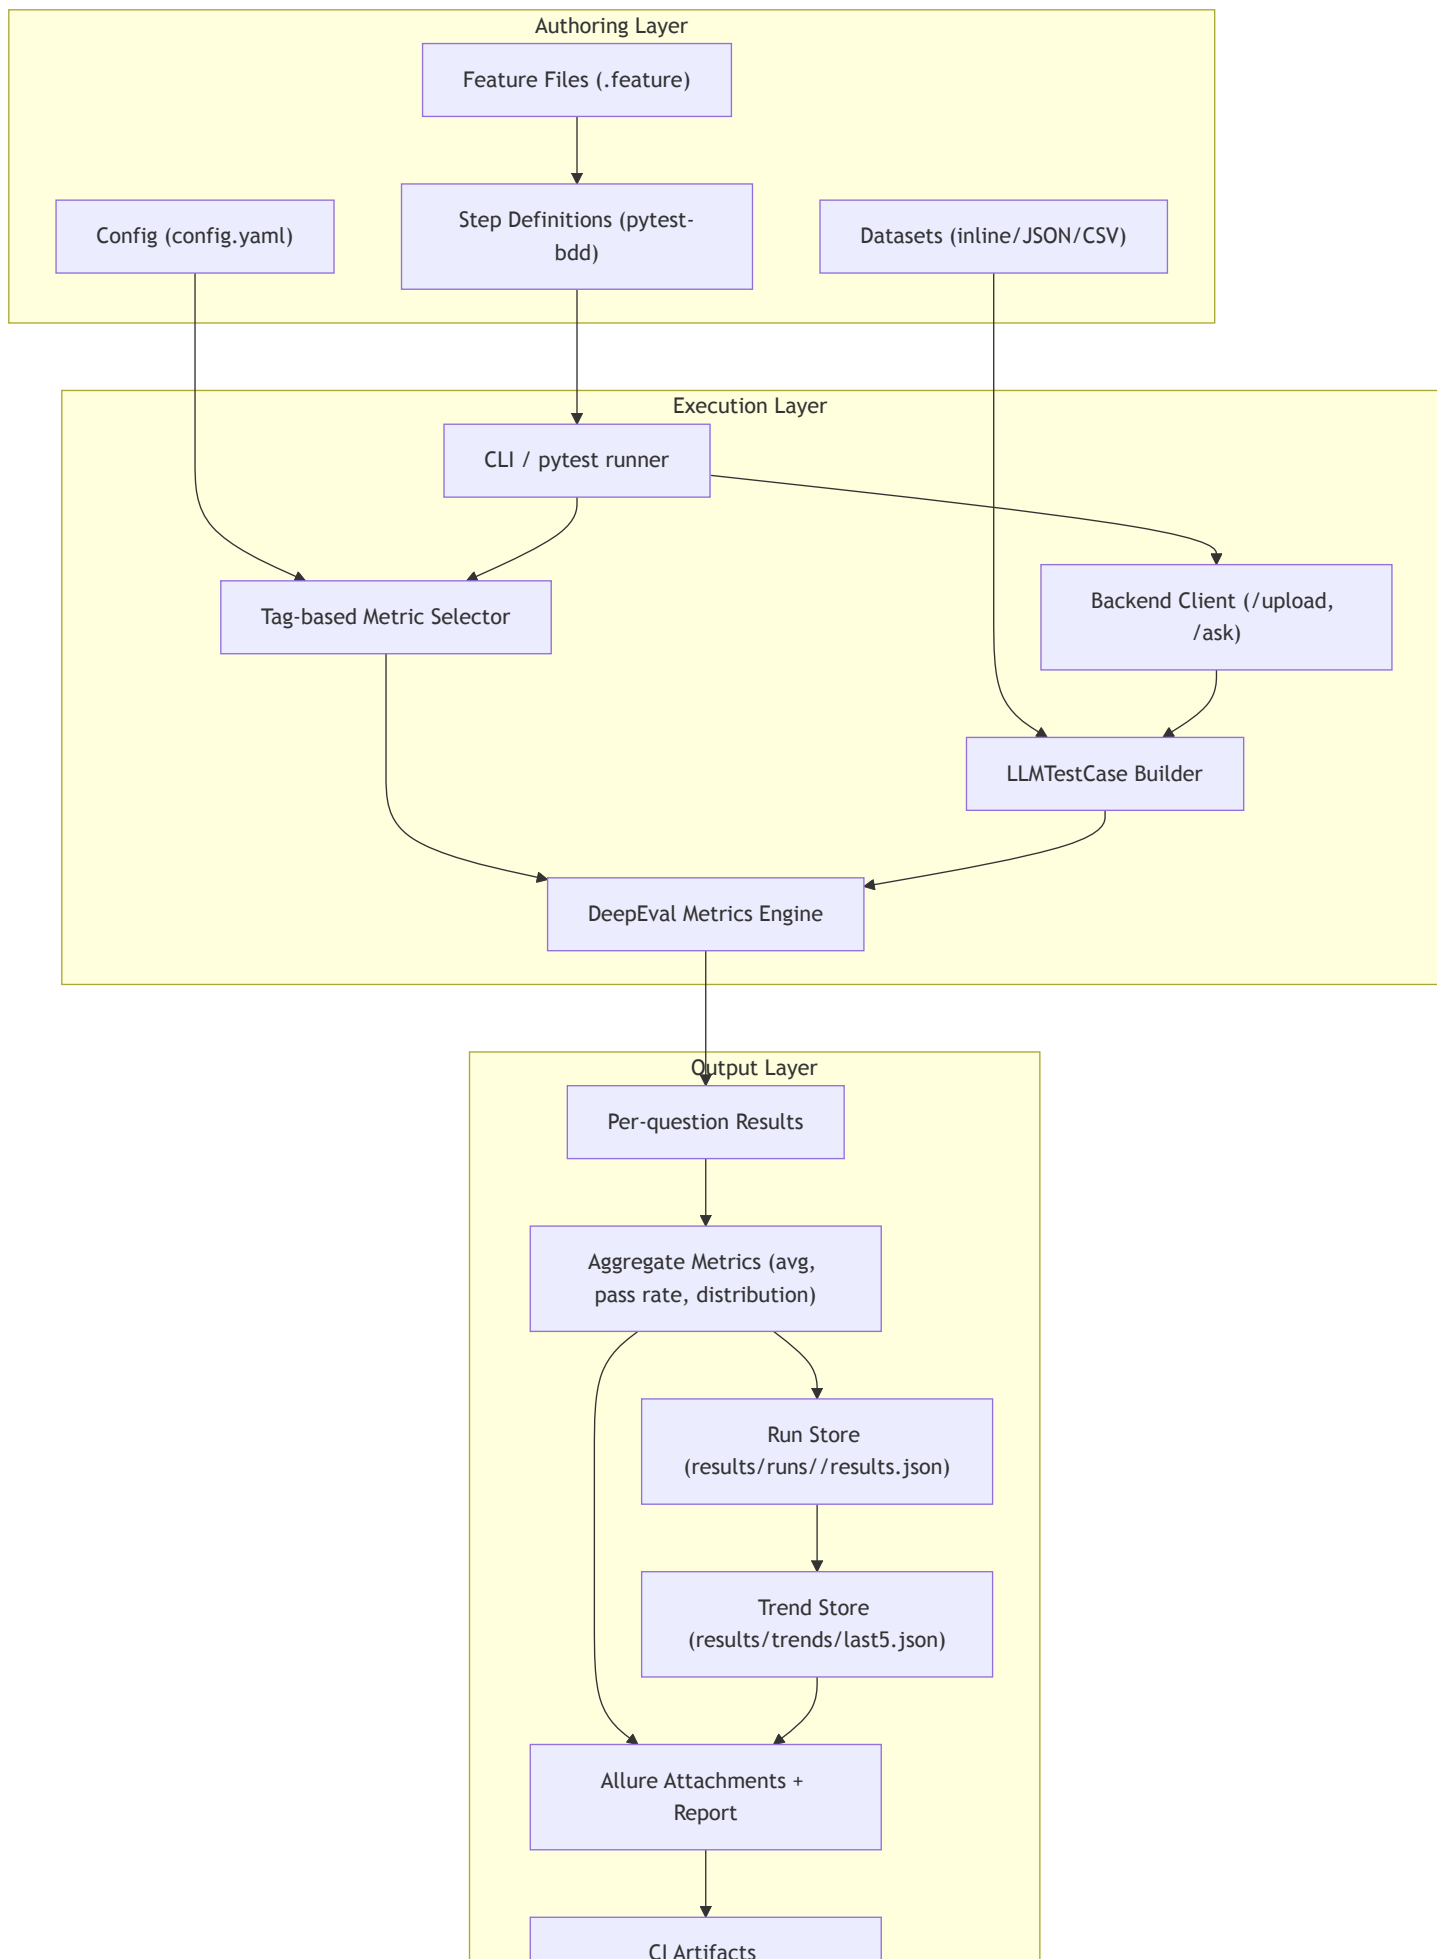 Authoring Layer
Feature Files (.feature)
Config (config.yaml)
Step Definitions (pytest-
bdd)
Datasets (inline/JSON/CSV)
Execution Layer
CLI / pytest runner
Tag-based Metric Selector
Backend Client (/upload,
/ask)
LLMTestCase Builder
DeepEval Metrics Engine
Output Layer
Per-question Results
Aggregate Metrics (avg,
pass rate, distribution)
Run Store
(results/runs//results.json)
Trend Store
(results/trends/last5.json)
Allure Attachments +
Report
CI Artifacts